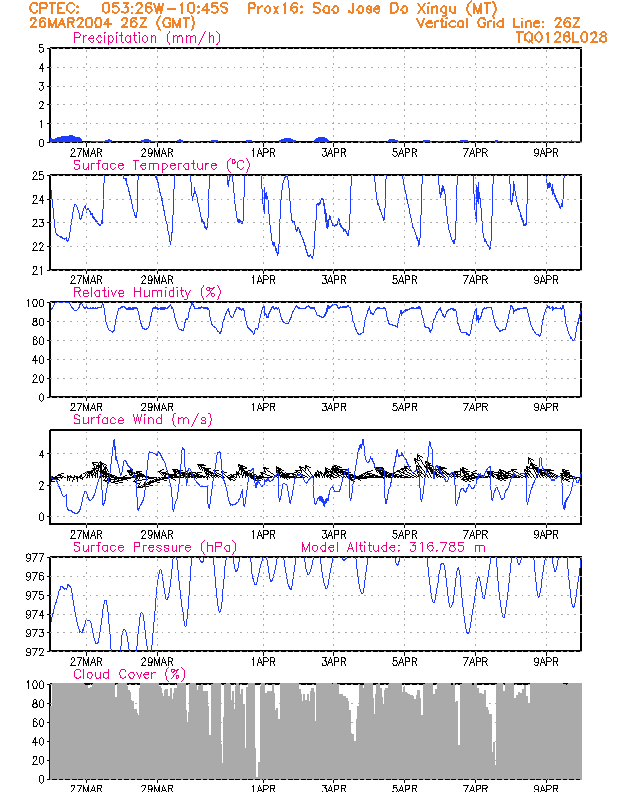 CPTEC: 053:26W-10:45S Prox16: Sao Jose Do Xingu (MT)
26MAR2004 26Z (GMT) Vertical Grid Line: 26Z
Precipitation (mm/h) TQ0126L028
5
4
3
2
1
0
27MAR 29MAR 1APR 3APR 5APR 7APR 9APR
Surface Temperature (°C)
25
24
23
22
21
27MAR 29MAR 1APR 3APR 5APR 7APR 9APR
Relative Humidity (%)
100
80
60
40
20
0
27MAR 29MAR 1APR 3APR 5APR 7APR 9APR
Surface Wind (m/s)
4
2
0
27MAR 29MAR 1APR 3APR 5APR 7APR 9APR
Surface Pressure (hPa) Model Altitude: 316.785 m
977
976
975
974
973
972
27MAR 29MAR 1APR 3APR 5APR 7APR 9APR
Cloud Cover (%)
100
80
60
40
20
0
27MAR 29MAR 1APR 3APR 5APR 7APR 9APR